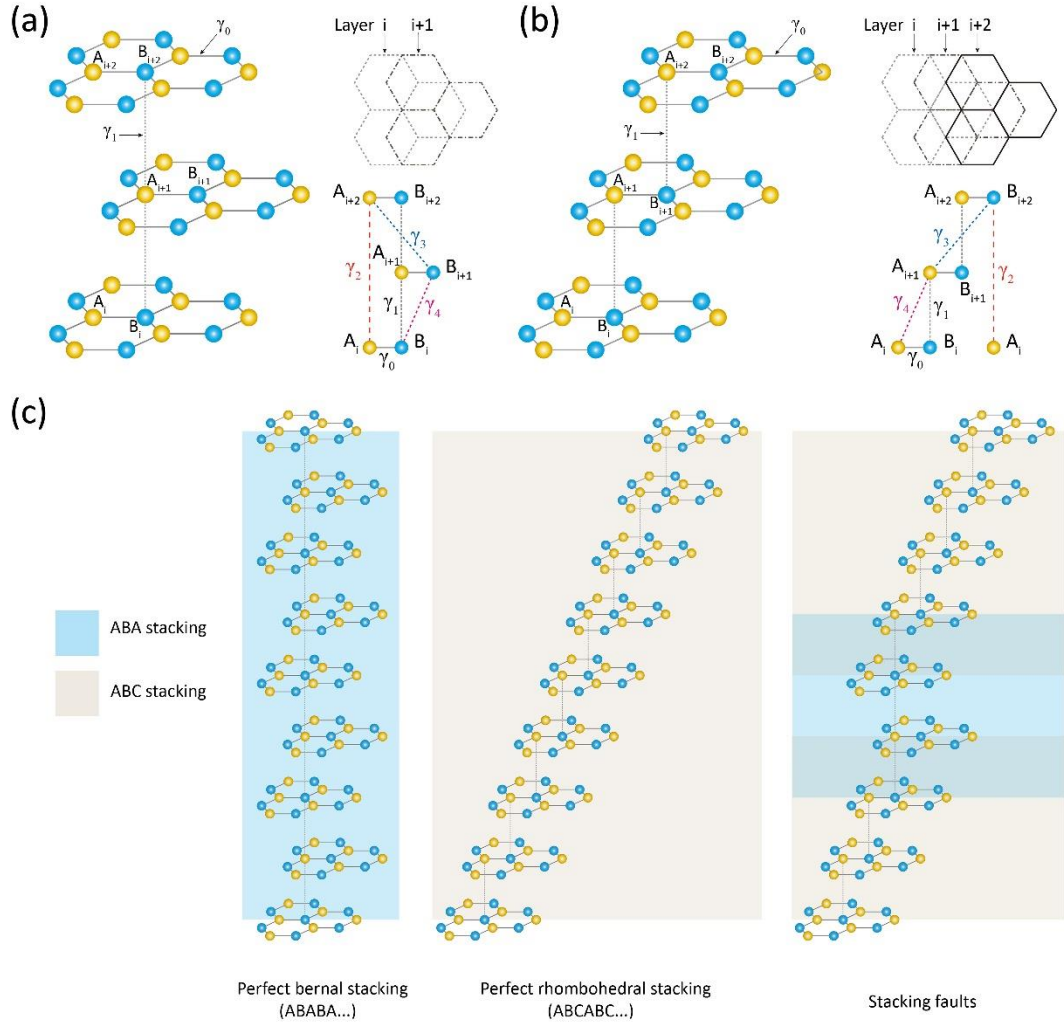 (a)
γ0
Ai+2
Bi+2
γ1
Ai+1
Bi+1
Ai
Bi
Layer i i+1
Ai+2
Bi+2
γ3
γ2
Ai+1
Bi+1
γ1
γ4
Ai
Bi
γ0
(b)
γ0
Ai+2
Bi+2
γ1
Ai+1
Bi+1
Ai
Bi
Layer i i+1 i+2
Ai+2
Bi+2
γ3
Ai+1
γ2
Bi+1
γ4
γ1
Ai
Bi
Ai
γ0
(c)
ABA stacking
ABC stacking
Perfect bernal stacking
(ABABA...)
Perfect rhombohedral stacking
(ABCABC...)
Stacking faults